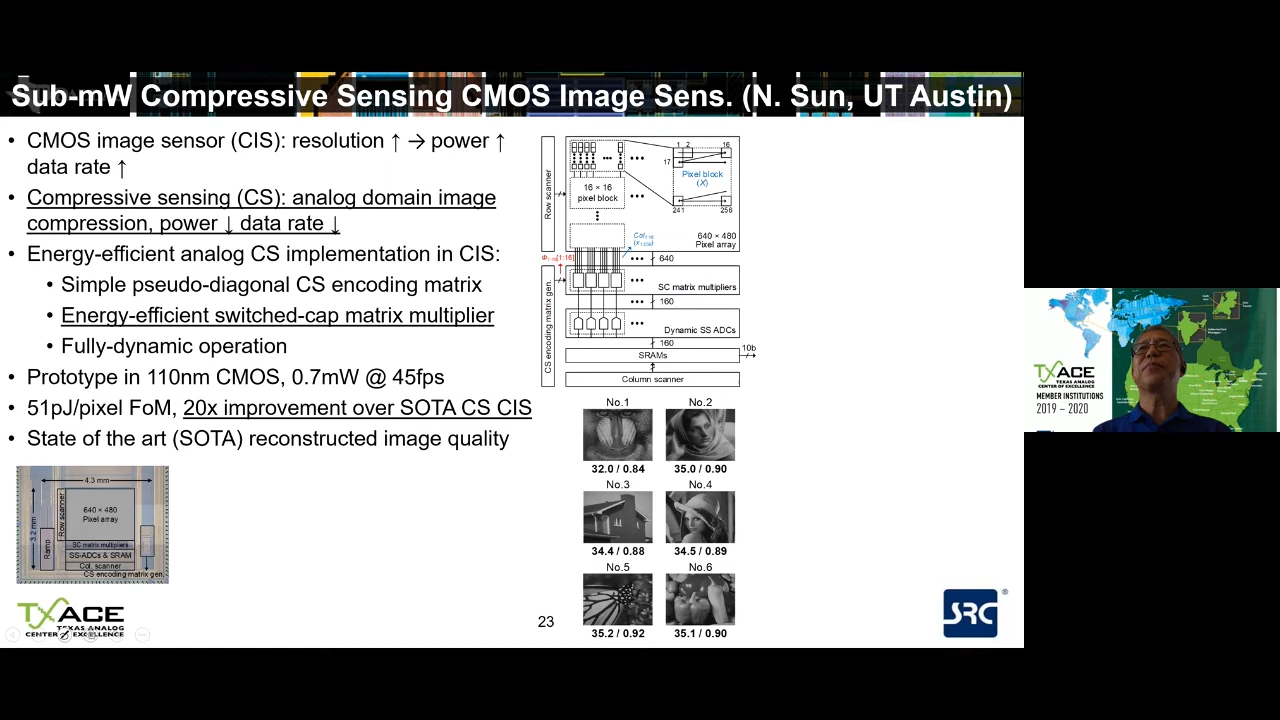 Sub-mW Compressive Sensing CMOS Image Sens. (N. Sun, UT Austin)
• CMOS image sensor (CIS): resolution ↑ → power ↑
data rate ↑
• Compressive sensing (CS): analog domain image
compression, power ↓ data rate ↓
• Energy-efficient analog CS implementation in CIS:
• Simple pseudo-diagonal CS encoding matrix
• Energy-efficient switched-cap matrix multiplier
• Fully-dynamic operation
• Prototype in 110nm CMOS, 0.7mW @ 45fps
• 51pJ/pixel FoM, 20x improvement over SOTA CS CIS
• State of the art (SOTA) reconstructed image quality
4.3 mm
3.2 mm
Row scanner
640 × 480
Pixel array
Ramp
SC matrix multipliers
SS-ADCs & SRAM
Col. scanner
CS encoding matrix gen.
TxACE
TEXAS ANALOG
CENTER OF EXCELLENCE
23
Row scanner
16 × 16
pixel block
1 2 16
17
Pixel block
(X)
241 256
640 × 480
Pixel array
640
CS encoding matrix gen.
SC matrix multipliers
160
Dynamic SS ADCs
160
SRAMs
10b
Column scanner
No.1 No.2
32.0 / 0.84 35.0 / 0.90
No.3 No.4
34.4 / 0.88 34.5 / 0.89
No.5 No.6
35.2 / 0.92 35.1 / 0.90
SRC
®
TxACE
TEXAS ANALOG
CENTER OF EXCELLENCE
MEMBER INSTITUTIONS
2019 – 2020